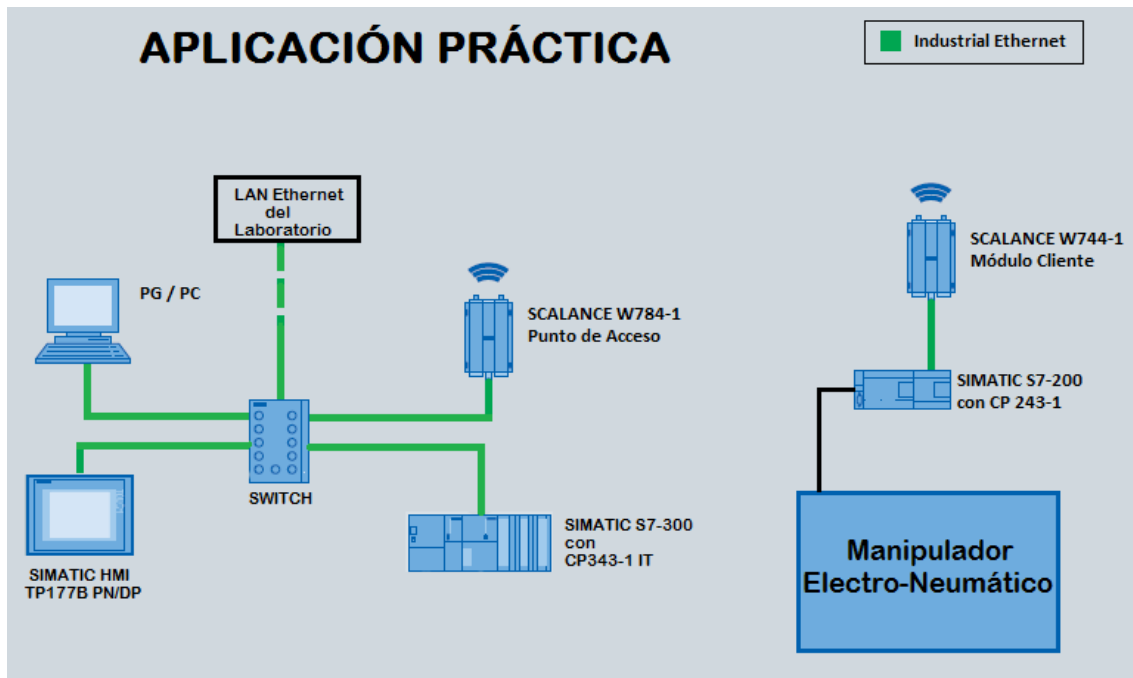 APLICACIÓN PRÁCTICA
Industrial Ethernet
LAN Ethernet
del
Laboratorio
PG / PC
SCALANCE W784-1
Punto de Acceso
SCALANCE W744-1
Módulo Cliente
SIMATIC S7-200
con CP 243-1
SWITCH
SIMATIC S7-300
con
CP343-1 IT
SIMATIC HMI
TP177B PN/DP
Manipulador
Electro-Neumático